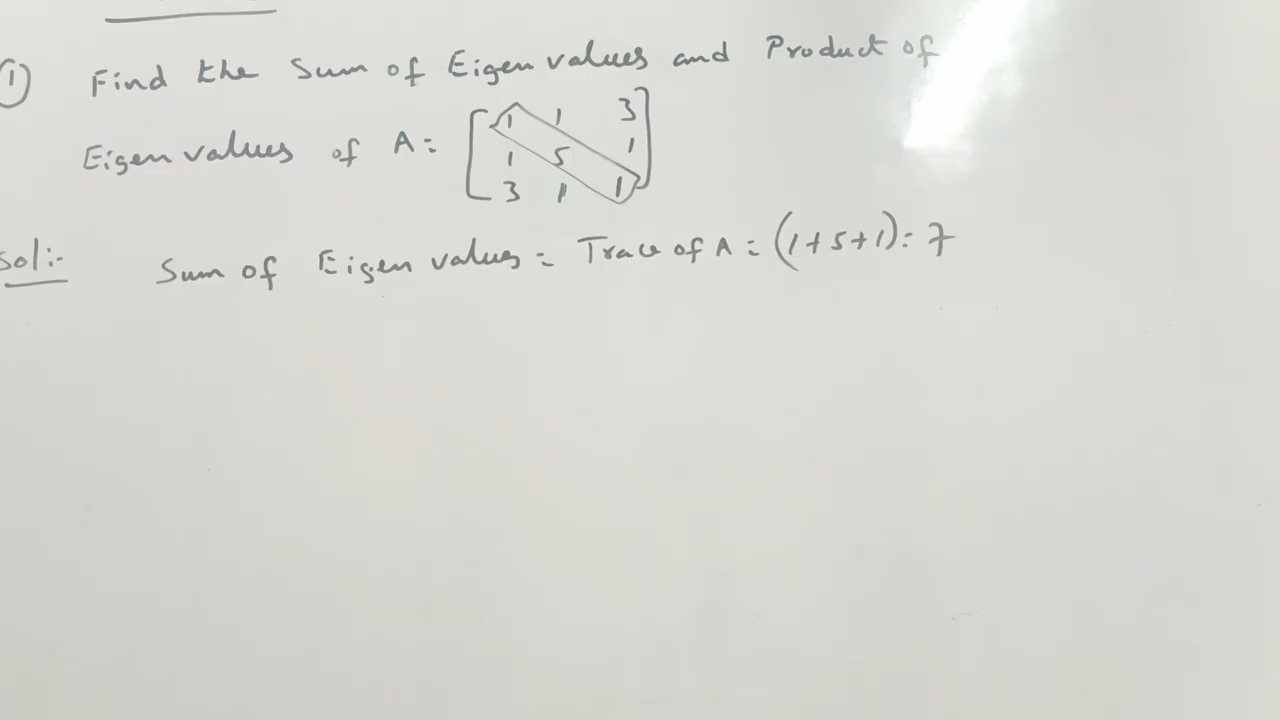 ① Find the Sum of Eigen values and Product of
Eigen values of A = [1 1 3
1 5 1
3 1 1]
Sol:- Sum of Eigen values = Trace of A = (1+5+1) = 7